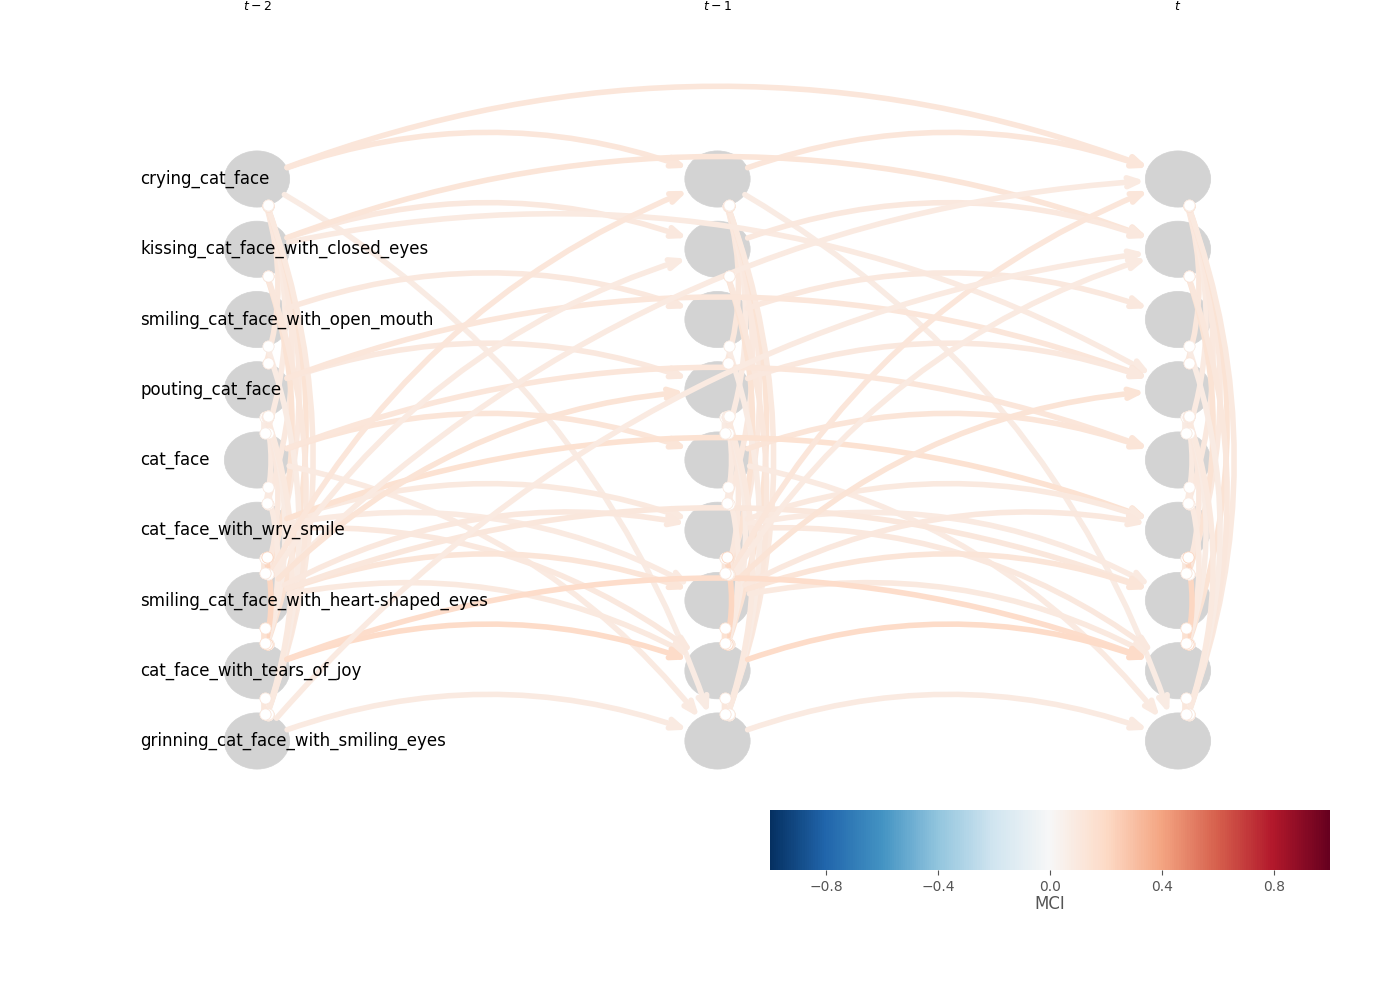 t − 2 t − 1 t
crying_cat_face
kissing_cat_face_with_closed_eyes
smiling_cat_face_with_open_mouth
pouting_cat_face
cat_face
cat_face_with_wry_smile
smiling_cat_face_with_heart-shaped_eyes
cat_face_with_tears_of_joy
grinning_cat_face_with_smiling_eyes
−0.8 −0.4 0.0 0.4 0.8
MCI